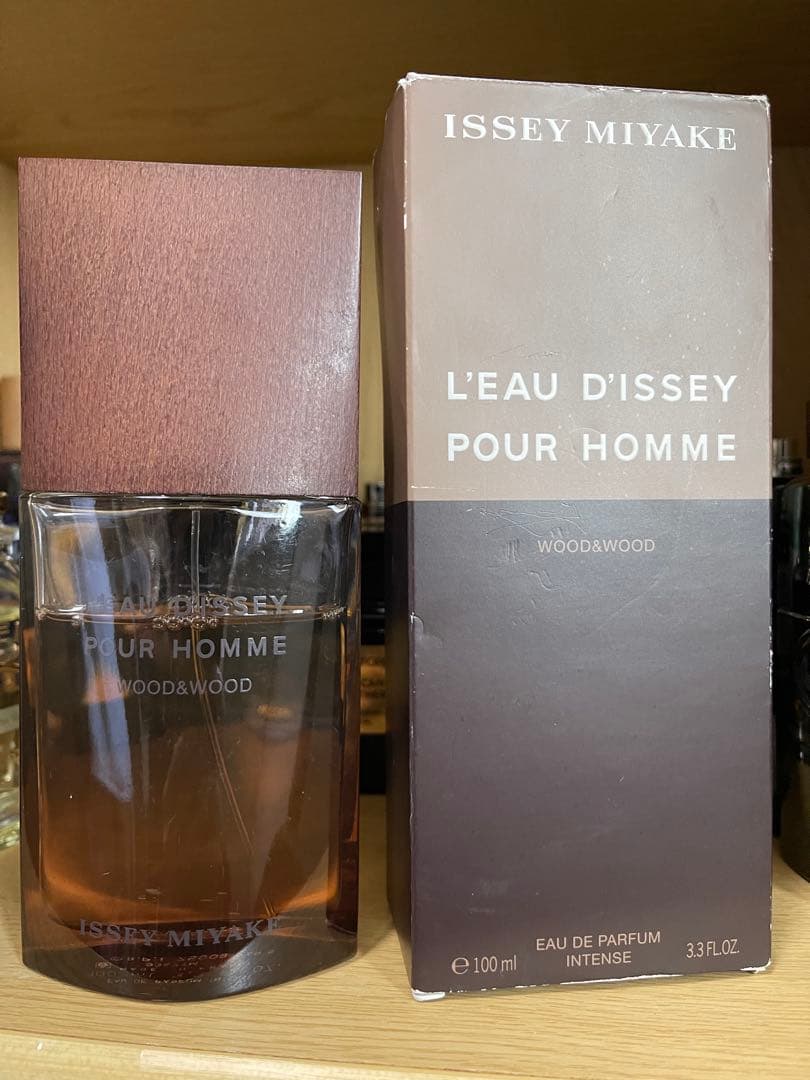 ISSEY MIYAKE
L'EAU D'ISSEY
POUR HOMME
WOOD&WOOD
EAU DE PARFUM
INTENSE
℮ 100 ml
3.3 FL.OZ.
L'EAU D'ISSEY
POUR HOMME
WOOD&WOOD
ISSEY MIYAKE